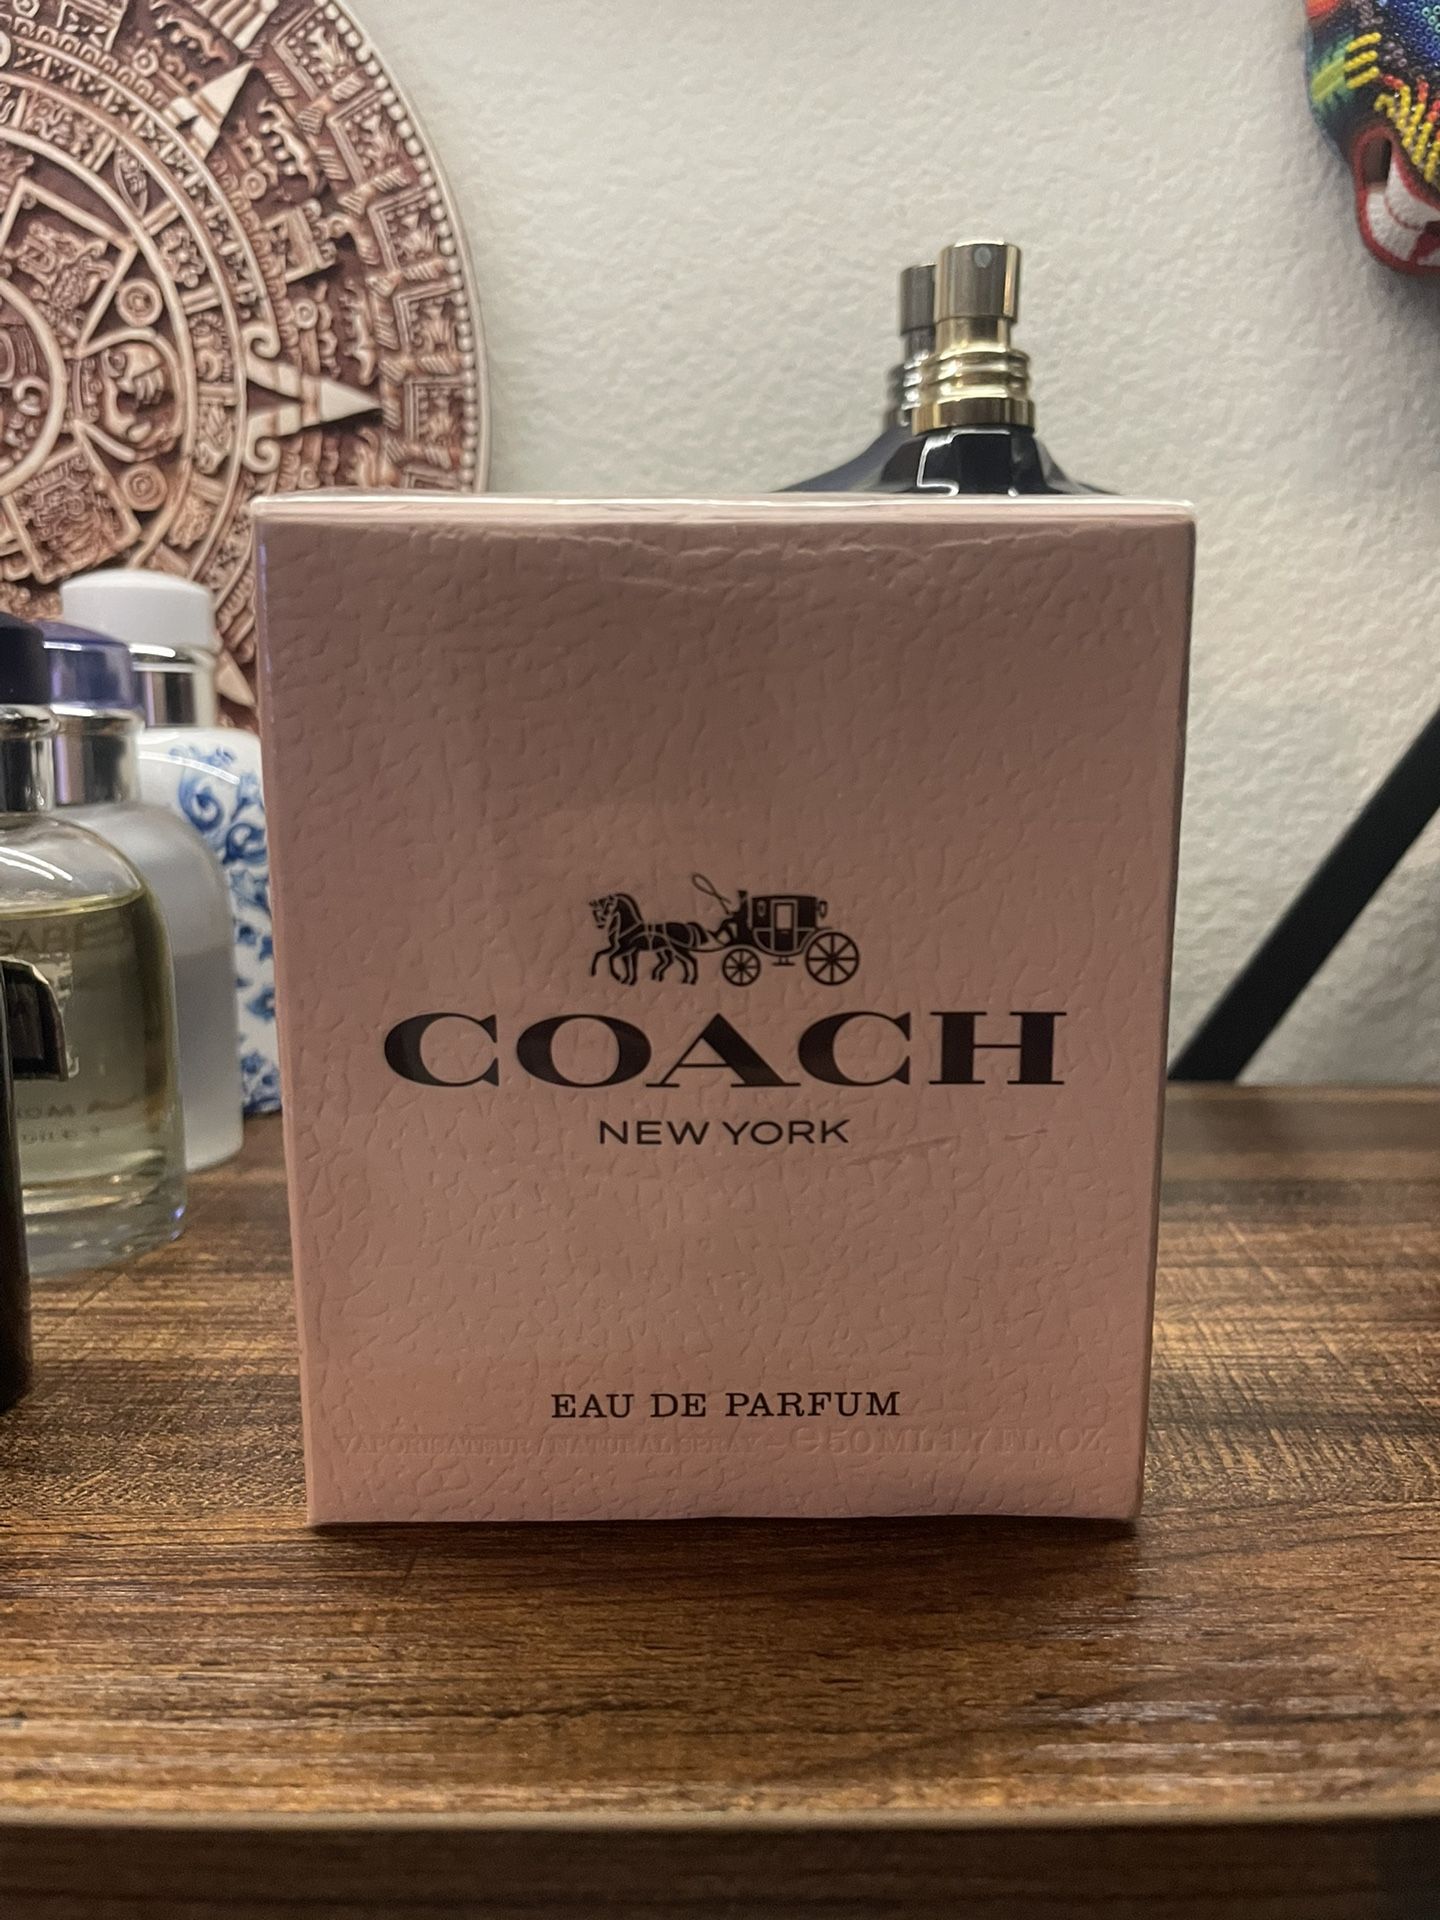 COACH
NEW YORK
EAU DE PARFUM
VAPORISATEUR / NATURAL SPRAY - ℮ 50 ML 1.7 FL. OZ.